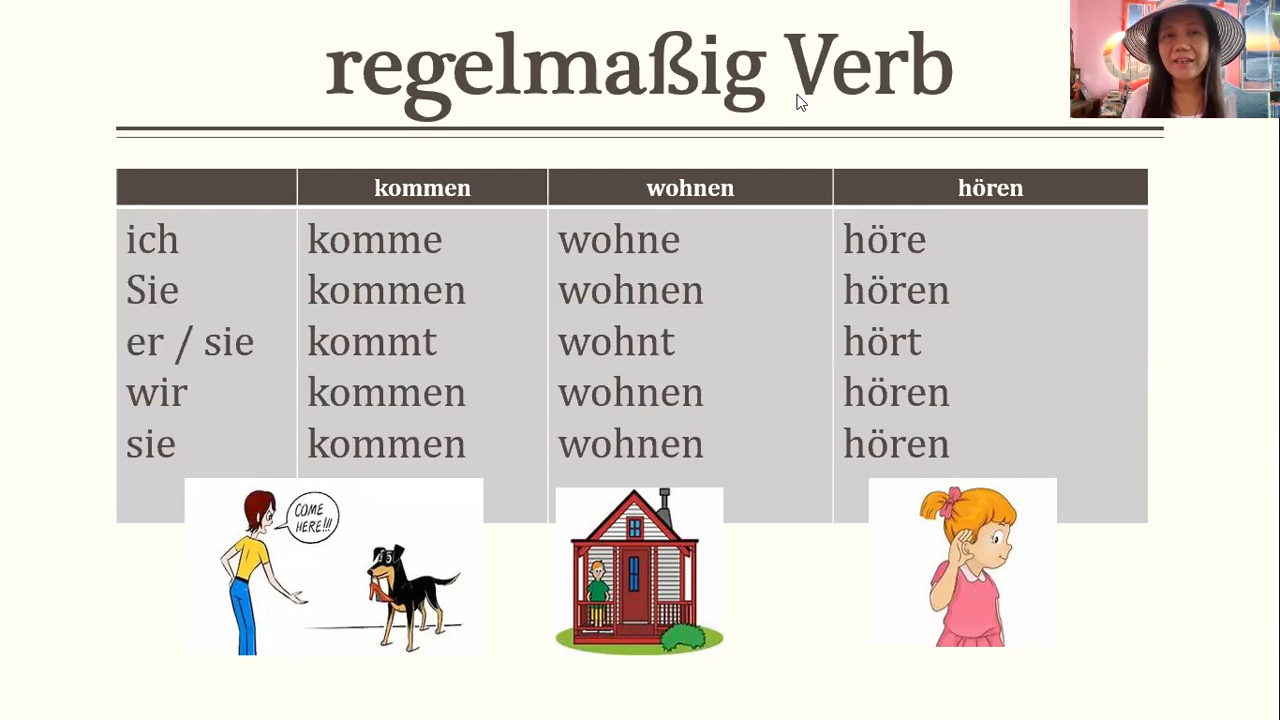 regelmaßig Verb
kommen wohnen hören
ich komme wohne höre
Sie kommen wohnen hören
er / sie kommt wohnt hört
wir kommen wohnen hören
sie kommen wohnen hören
COME
HERE!!!